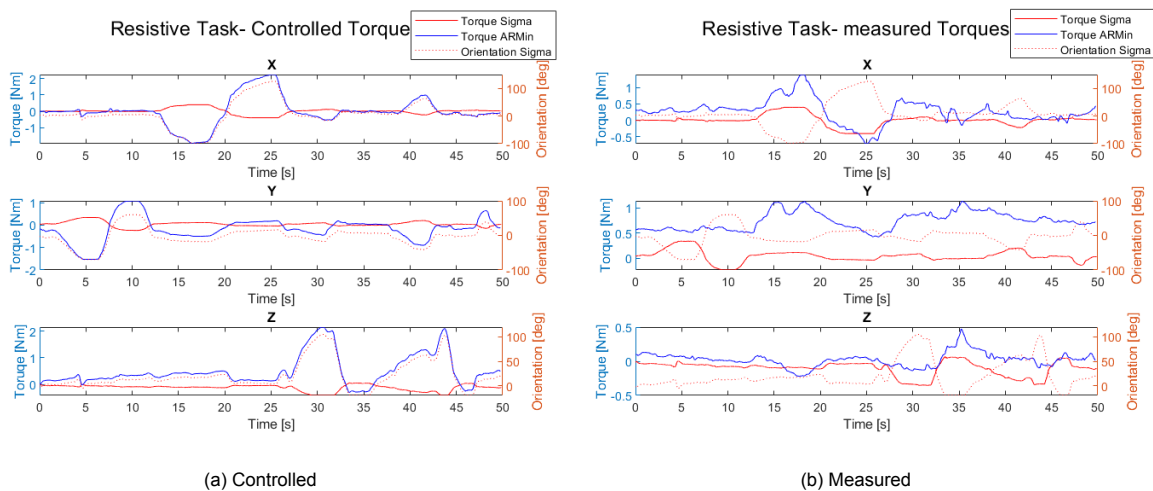 Resistive Task- Controlled Torque
Torque Sigma
Torque ARMin
Orientation Sigma
X
Torque [Nm]
2
1
0
-1
100
0
-100
Orientation [deg]
0 5 10 15 20 25 30 35 40 45 50
Time [s]
Y
Torque [Nm]
1
0
-1
-2
100
0
-100
Orientation [deg]
0 5 10 15 20 25 30 35 40 45 50
Time [s]
Z
Torque [Nm]
2
1
0
100
50
0
Orientation [deg]
0 5 10 15 20 25 30 35 40 45 50
Time [s]
(a) Controlled
Resistive Task- measured Torques
Torque Sigma
Torque ARMin
Orientation Sigma
X
Torque [Nm]
1
0.5
0
-0.5
100
0
-100
Orientation [deg]
0 5 10 15 20 25 30 35 40 45 50
Time [s]
Y
Torque [Nm]
1
0.5
0
100
0
-100
Orientation [deg]
0 5 10 15 20 25 30 35 40 45 50
Time [s]
Z
Torque [Nm]
0.5
0
-0.5
100
50
0
Orientation [deg]
0 5 10 15 20 25 30 35 40 45 50
Time [s]
(b) Measured